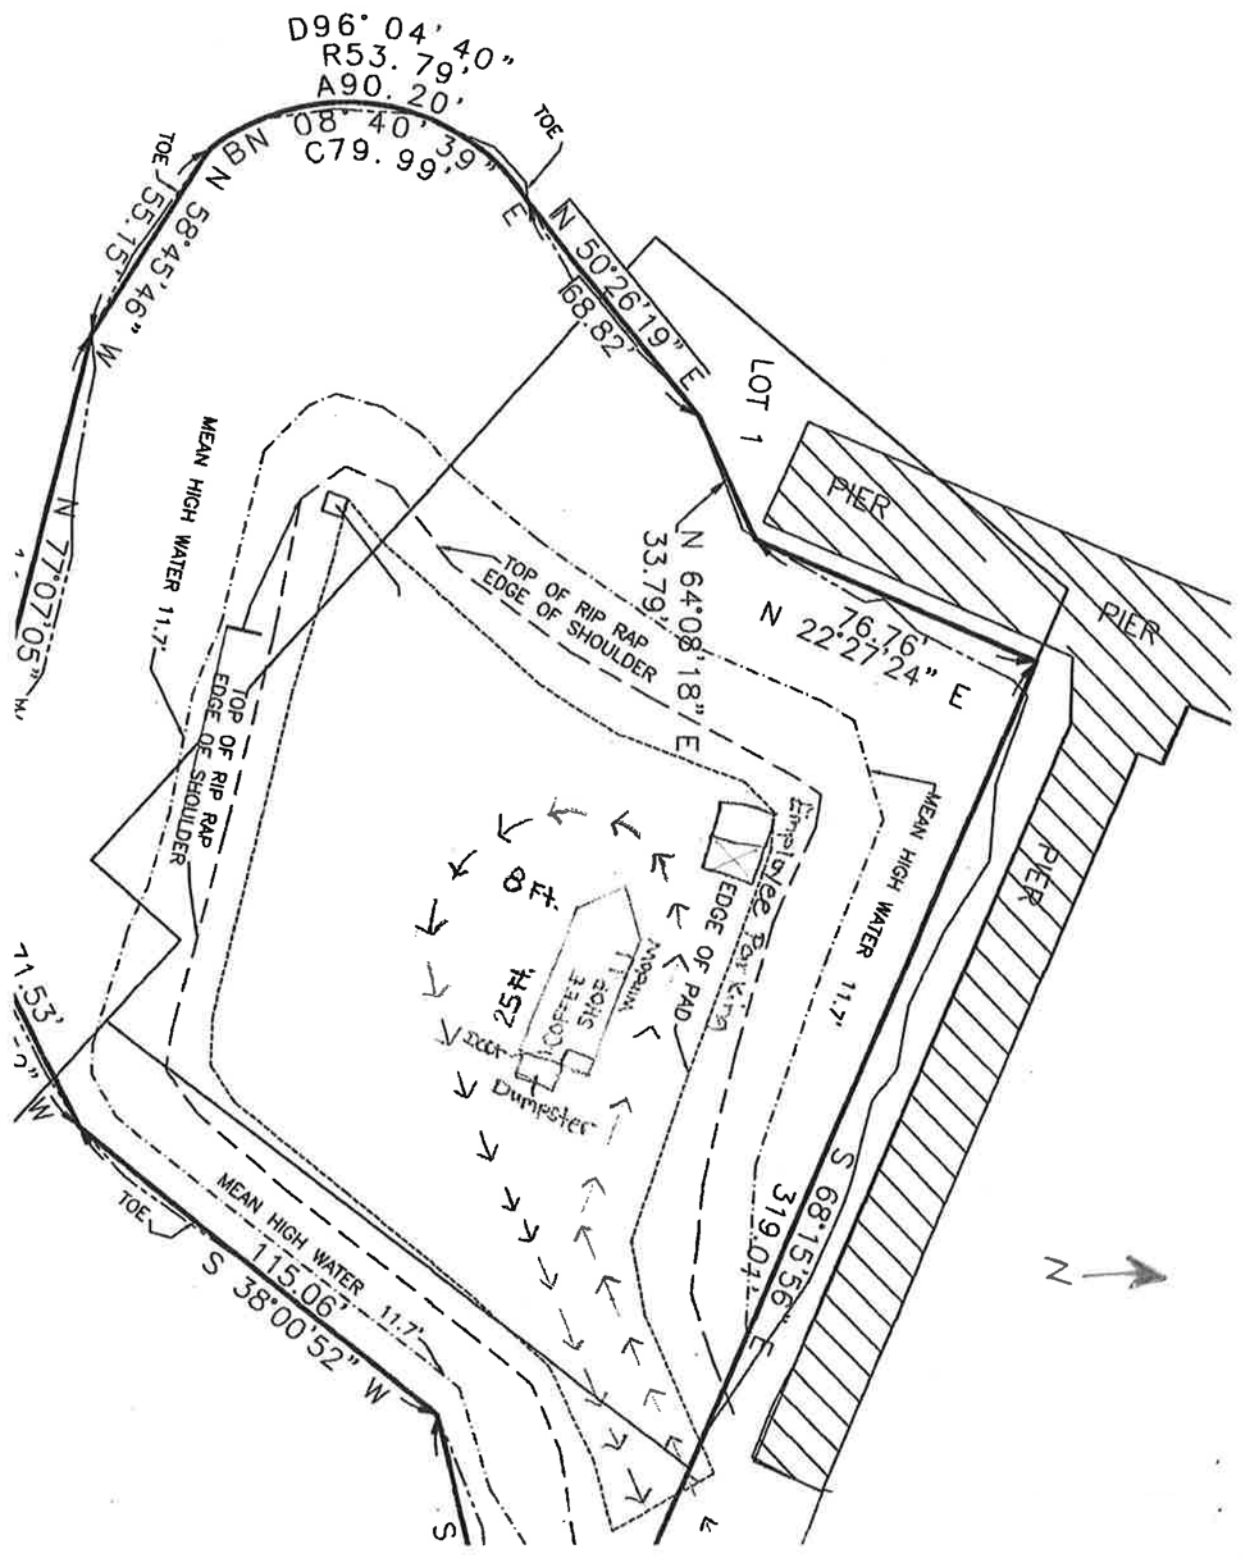 D96° 04' 40"
R53.79'
A90.20'
BN 08° 40' 39" E
C79.99'
TOE
TOE
N 58°45'46" W
55.15'
N 50°26'19" E
68.82'
LOT 1
PIER
PIER
PIER
N 64°08'18" E
33.79'
76.76'
N 22°27'24" E
MEAN HIGH WATER 11.7'
TOP OF RIP RAP
EDGE OF SHOULDER
N 77°07'05" W
TOP OF RIP RAP
EDGE OF SHOULDER
MEAN HIGH WATER 11.7'
Employee Parking
EDGE OF PAD
8 Ft.
25 Ft.
COFFEE
SHOP
Window
Door
Dumpster
71.53'
W
S 68°15'56" E
319.01'
N
TOE
MEAN HIGH WATER 11.7'
115.06'
S 38°00'52" W
S